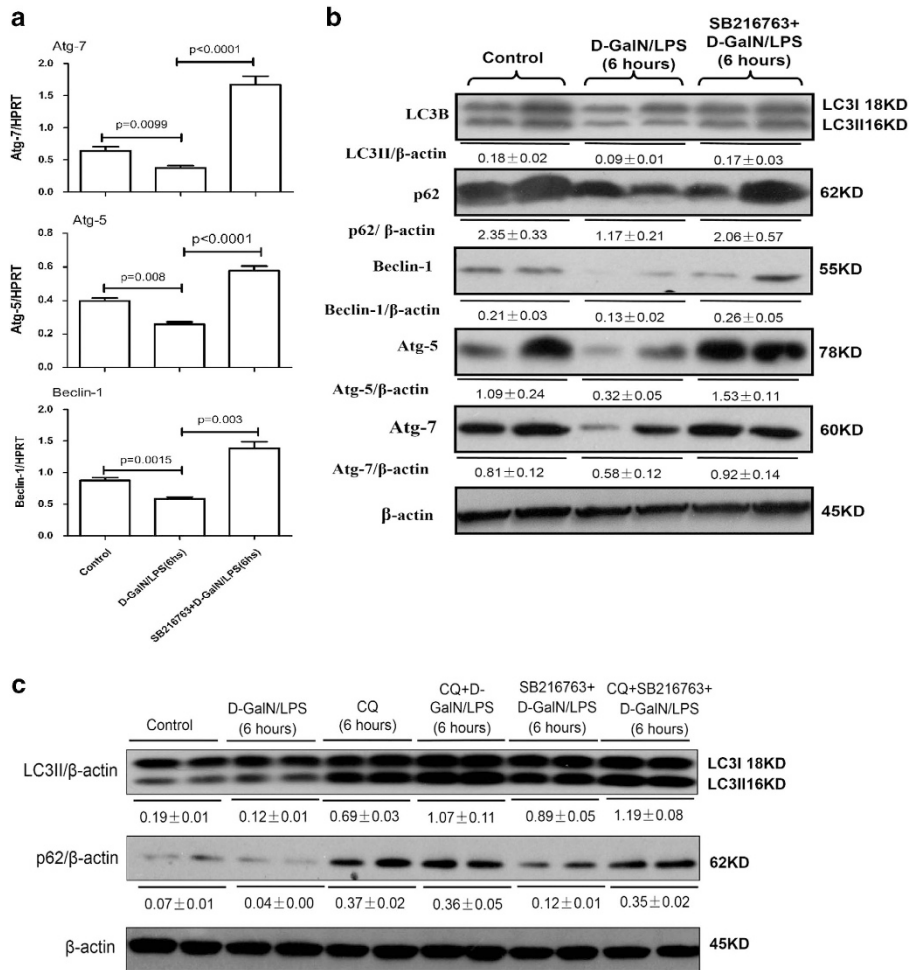 a
Atg-7
p<0.0001
p=0.0099
Atg-7/HPRT
2.0
1.5
1.0
0.5
0.0
Atg-5
p<0.0001
p=0.008
Atg-5/HPRT
0.6
0.4
0.2
0.0
Beclin-1
p=0.003
p=0.0015
Beclin-1/HPRT
2.0
1.5
1.0
0.5
0.0
Control
D-GalN/LPS(6hs)
SB216763+D-GalN/LPS(6hs)
b
Control
D-GalN/LPS
(6 hours)
SB216763+
D-GalN/LPS
(6 hours)
LC3B
LC3I 18KD
LC3II16KD
LC3II/β-actin 0.18±0.02 0.09±0.01 0.17±0.03
p62 62KD
p62/ β-actin 2.35±0.33 1.17±0.21 2.06±0.57
Beclin-1 55KD
Beclin-1/β-actin 0.21±0.03 0.13±0.02 0.26±0.05
Atg-5 78KD
Atg-5/β-actin 1.09±0.24 0.32±0.05 1.53±0.11
Atg-7 60KD
Atg-7/β-actin 0.81±0.12 0.58±0.12 0.92±0.14
β-actin 45KD
c
Control
D-GalN/LPS
(6 hours)
CQ
(6 hours)
CQ+D-
GalN/LPS
(6 hours)
SB216763+
D-GalN/LPS
(6 hours)
CQ+SB216763+
D-GalN/LPS
(6 hours)
LC3II/β-actin
LC3I 18KD
LC3II16KD
0.19±0.01 0.12±0.01 0.69±0.03 1.07±0.11 0.89±0.05 1.19±0.08
p62/β-actin 62KD
0.07±0.01 0.04±0.00 0.37±0.02 0.36±0.05 0.12±0.01 0.35±0.02
β-actin 45KD